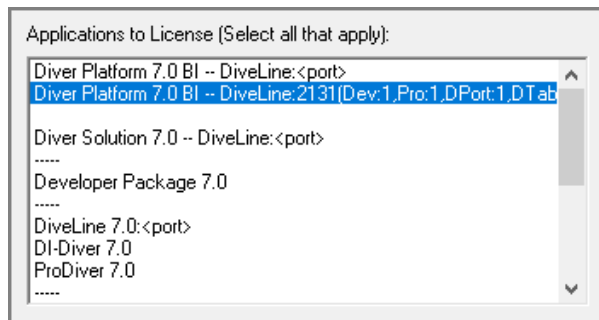 Applications to License (Select all that apply):
Diver Platform 7.0 BI -- DiveLine:<port>
Diver Platform 7.0 BI -- DiveLine:2131(Dev:1,Pro:1,DPort:1,DTab
Diver Solution 7.0 -- DiveLine:<port>
-----
Developer Package 7.0
-----
DiveLine 7.0:<port>
DI-Diver 7.0
ProDiver 7.0
-----